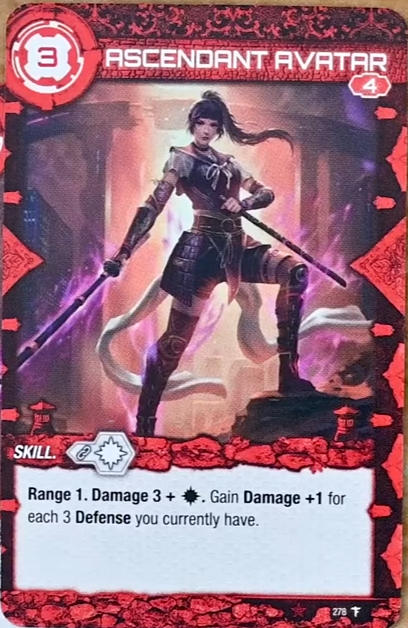 3
ASCENDANT AVATAR
4
SKILL.
Range 1. Damage 3 + . Gain Damage +1 for
each 3 Defense you currently have.
278